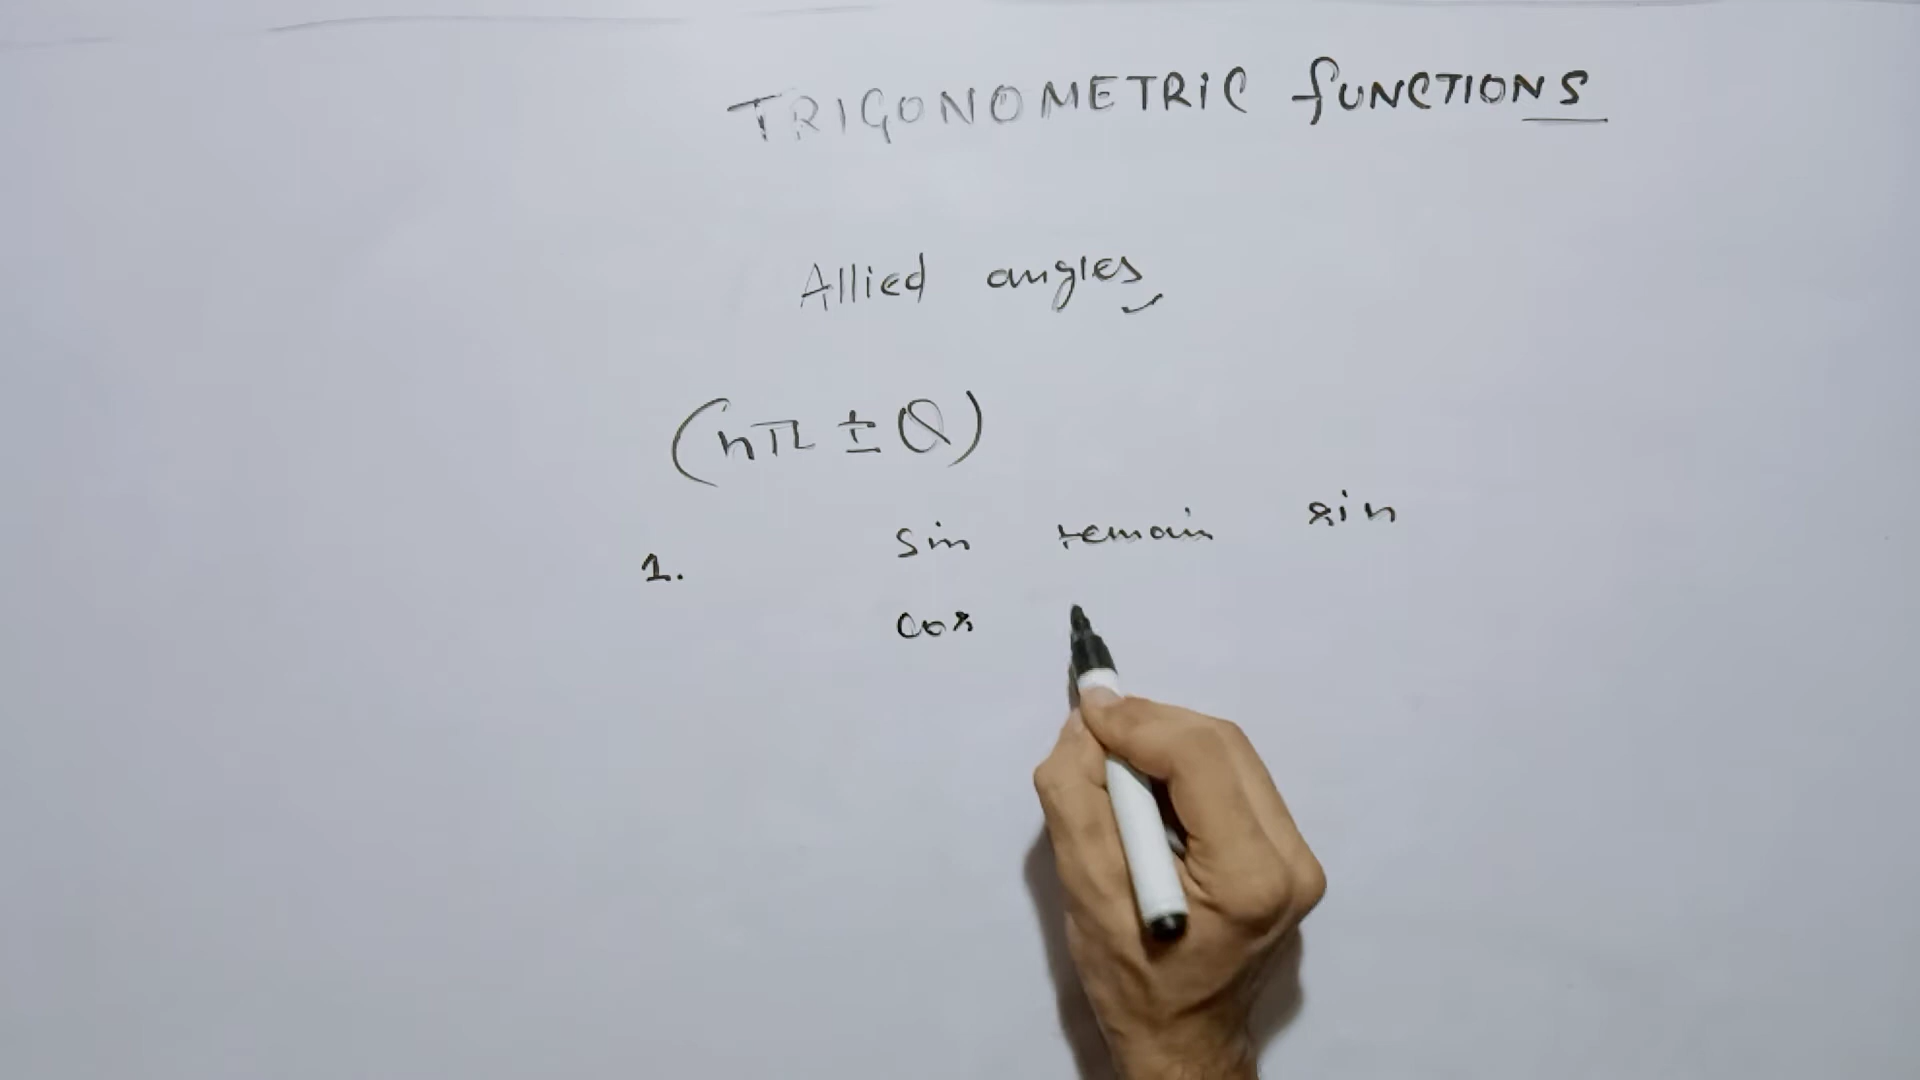 TRIGONOMETRIC fUNCTIONS
Allied angles
(nπ ± θ)
1. sin remain sin
cos